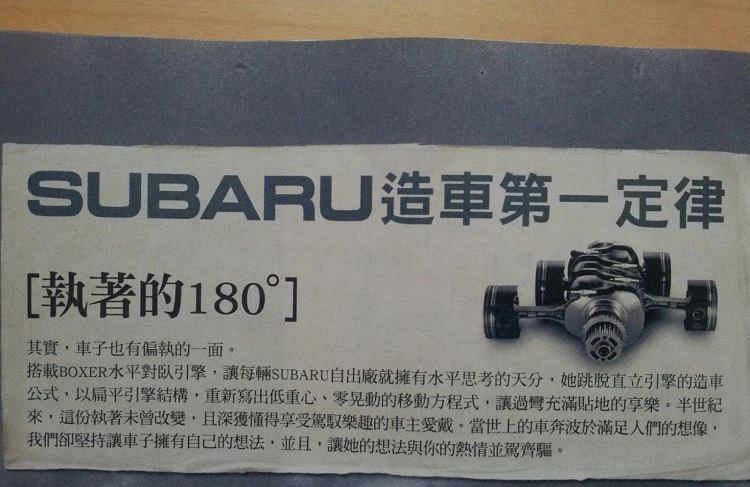 SUBARU造車第一定律
[執著的180°]
其實，車子也有偏執的一面。
搭載BOXER水平對臥引擎，讓每輛SUBARU自出廠就擁有水平思考的天分，她跳脫直立引擎的造車
公式，以扁平引擎結構，重新寫出低重心、零晃動的移動方程式，讓過彎充滿貼地的享樂。半世紀
來，這份執著未曾改變，且深獲懂得享受駕馭樂趣的車主愛戴。當世上的車奔波於滿足人們的想像，
我們卻堅持讓車子擁有自己的想法，並且，讓她的想法與你的熱情並駕齊驅。